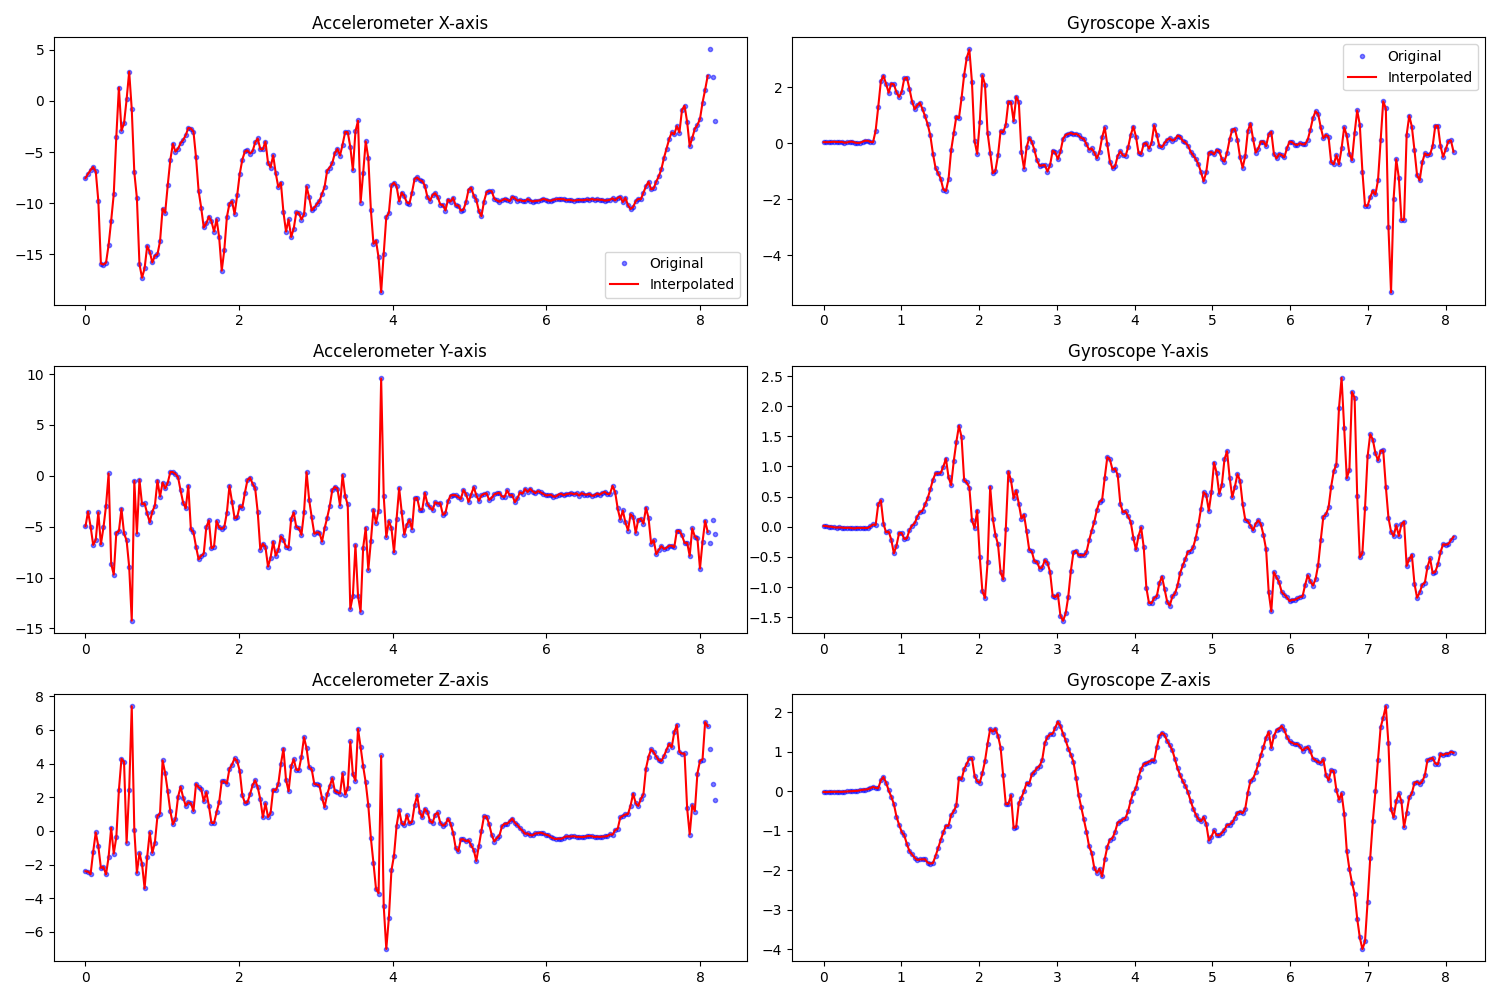 Accelerometer X-axis
5
0
−5
−10
−15
0 2 4 6 8
Original
Interpolated
Gyroscope X-axis
2
0
−2
−4
0 1 2 3 4 5 6 7 8
Original
Interpolated
Accelerometer Y-axis
10
5
0
−5
−10
−15
0 2 4 6 8
Gyroscope Y-axis
2.5
2.0
1.5
1.0
0.5
0.0
−0.5
−1.0
−1.5
0 1 2 3 4 5 6 7 8
Accelerometer Z-axis
8
6
4
2
0
−2
−4
−6
0 2 4 6 8
Gyroscope Z-axis
2
1
0
−1
−2
−3
−4
0 1 2 3 4 5 6 7 8